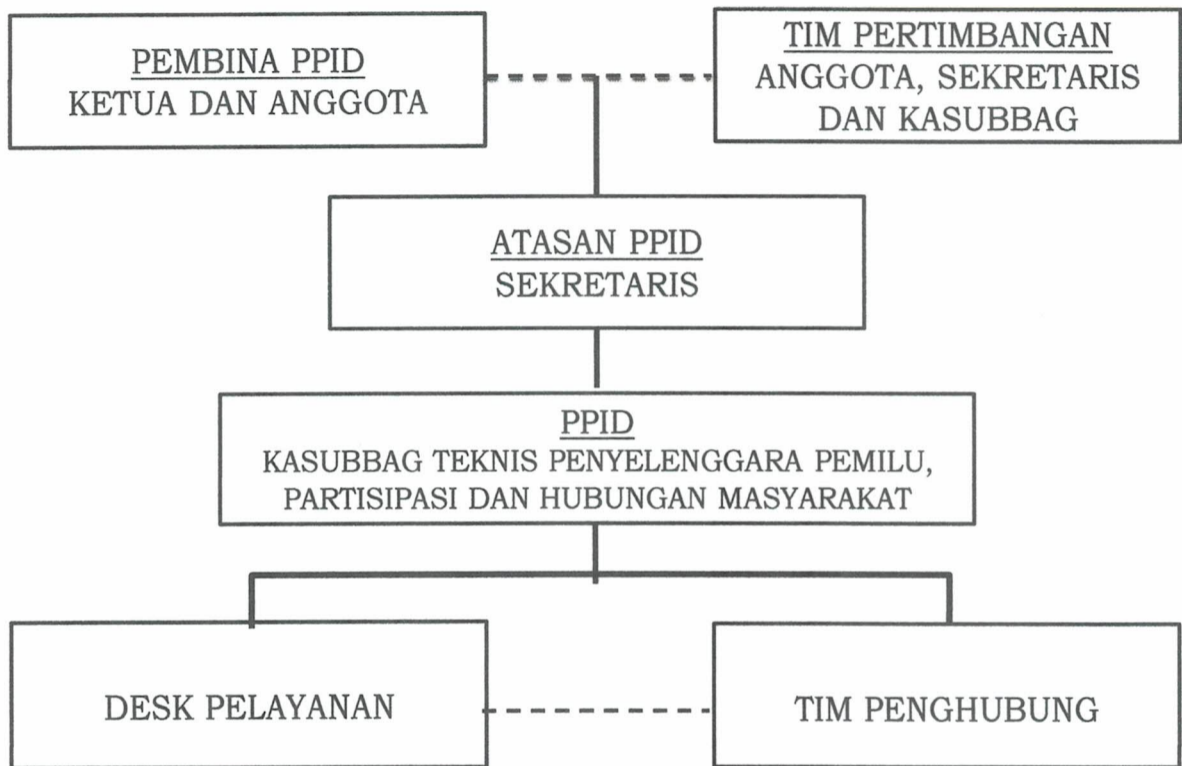 PEMBINA PPID
KETUA DAN ANGGOTA
TIM PERTIMBANGAN
ANGGOTA, SEKRETARIS
DAN KASUBBAG
ATASAN PPID
SEKRETARIS
PPID
KASUBBAG TEKNIS PENYELENGGARA PEMILU,
PARTISIPASI DAN HUBUNGAN MASYARAKAT
DESK PELAYANAN
TIM PENGHUBUNG